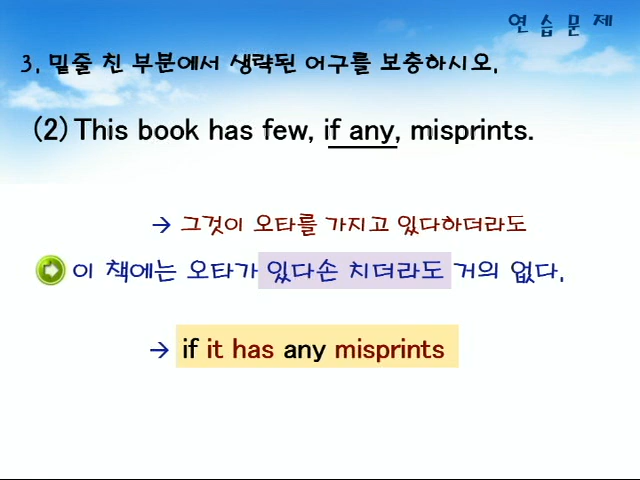 연 습 문 제
3. 밑줄 친 부분에서 생략된 어구를 보충하시오.
(2) This book has few, if any, misprints.
→ 그것이 오타를 가지고 있다하더라도
이 책에는 오타가 있다손 치더라도 거의 없다.
→ if it has any misprints